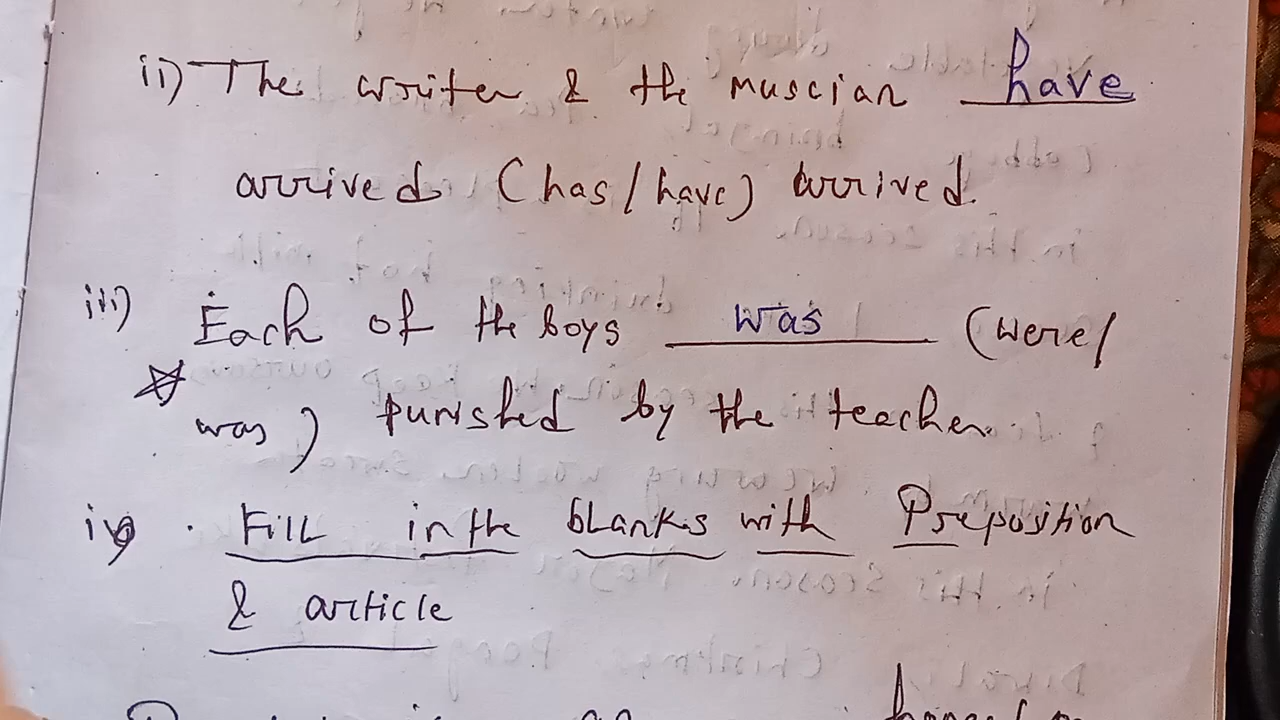 ii) The writer & the muscian have
arrived (has/have) arrived.
iii) Each of the boys was (were/
was) punished by the teacher.
iv) Fill in the blanks with Preposition
& article